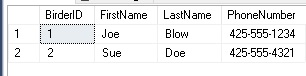 BirderID FirstName LastName PhoneNumber
1 1 Joe Blow 425-555-1234
2 2 Sue Doe 425-555-4321